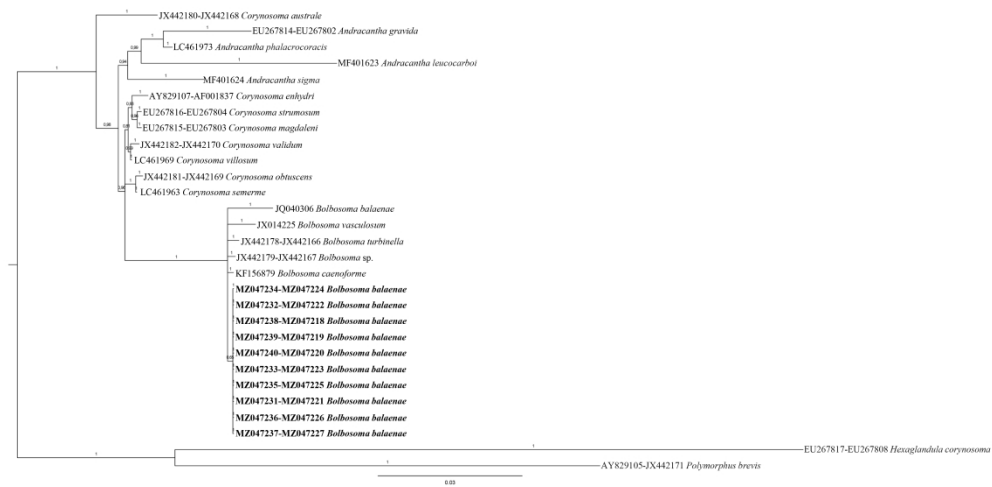 JX442180-JX442168 Corynosoma australe
EU267814-EU267802 Andracantha gravida
LC461973 Andracantha phalacrocoracis
MF401623 Andracantha leucocarboi
MF401624 Andracantha sigma
AY829107-AF001837 Corynosoma enhydri
EU267816-EU267804 Corynosoma strumosum
EU267815-EU267803 Corynosoma magdaleni
JX442182-JX442170 Corynosoma validum
LC461969 Corynosoma villosum
JX442181-JX442169 Corynosoma obtuscens
LC461963 Corynosoma semerme
JQ040306 Bolbosoma balaenae
JX014225 Bolbosoma vasculosum
JX442178-JX442166 Bolbosoma turbinella
JX442179-JX442167 Bolbosoma sp.
KF156879 Bolbosoma caenoforme
MZ047234-MZ047224 Bolbosoma balaenae
MZ047232-MZ047222 Bolbosoma balaenae
MZ047238-MZ047218 Bolbosoma balaenae
MZ047239-MZ047219 Bolbosoma balaenae
MZ047240-MZ047220 Bolbosoma balaenae
MZ047233-MZ047223 Bolbosoma balaenae
MZ047235-MZ047225 Bolbosoma balaenae
MZ047231-MZ047221 Bolbosoma balaenae
MZ047236-MZ047226 Bolbosoma balaenae
MZ047237-MZ047227 Bolbosoma balaenae
EU267817-EU267808 Hexaglandula corynosoma
AY829105-JX442171 Polymorphus brevis
0.03